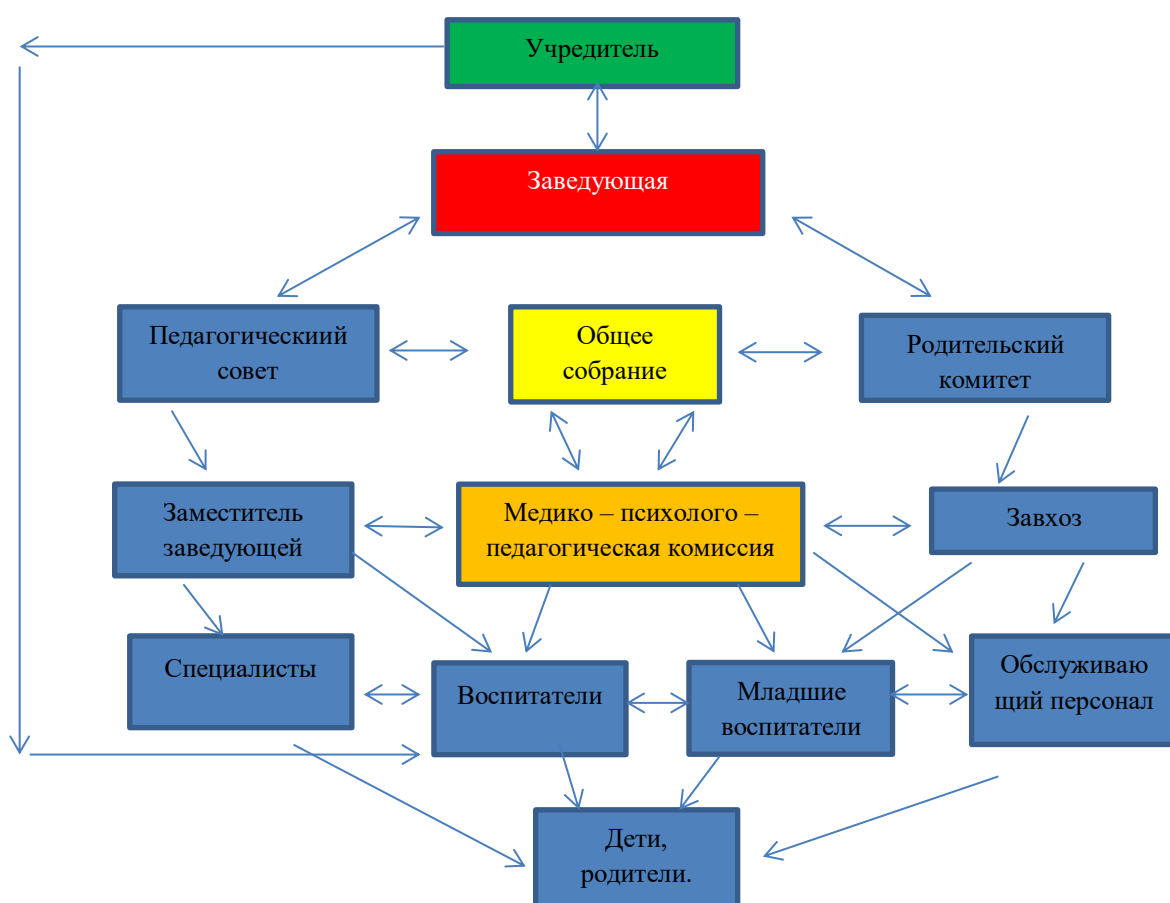 Учредитель
Заведующая
Педагогическиий
совет
Общее
собрание
Родительский
комитет
Заместитель
заведующей
Медико – психолого –
педагогическая комиссия
Завхоз
Специалисты
Воспитатели
Младшие
воспитатели
Обслуживаю
щий персонал
Дети,
родители.